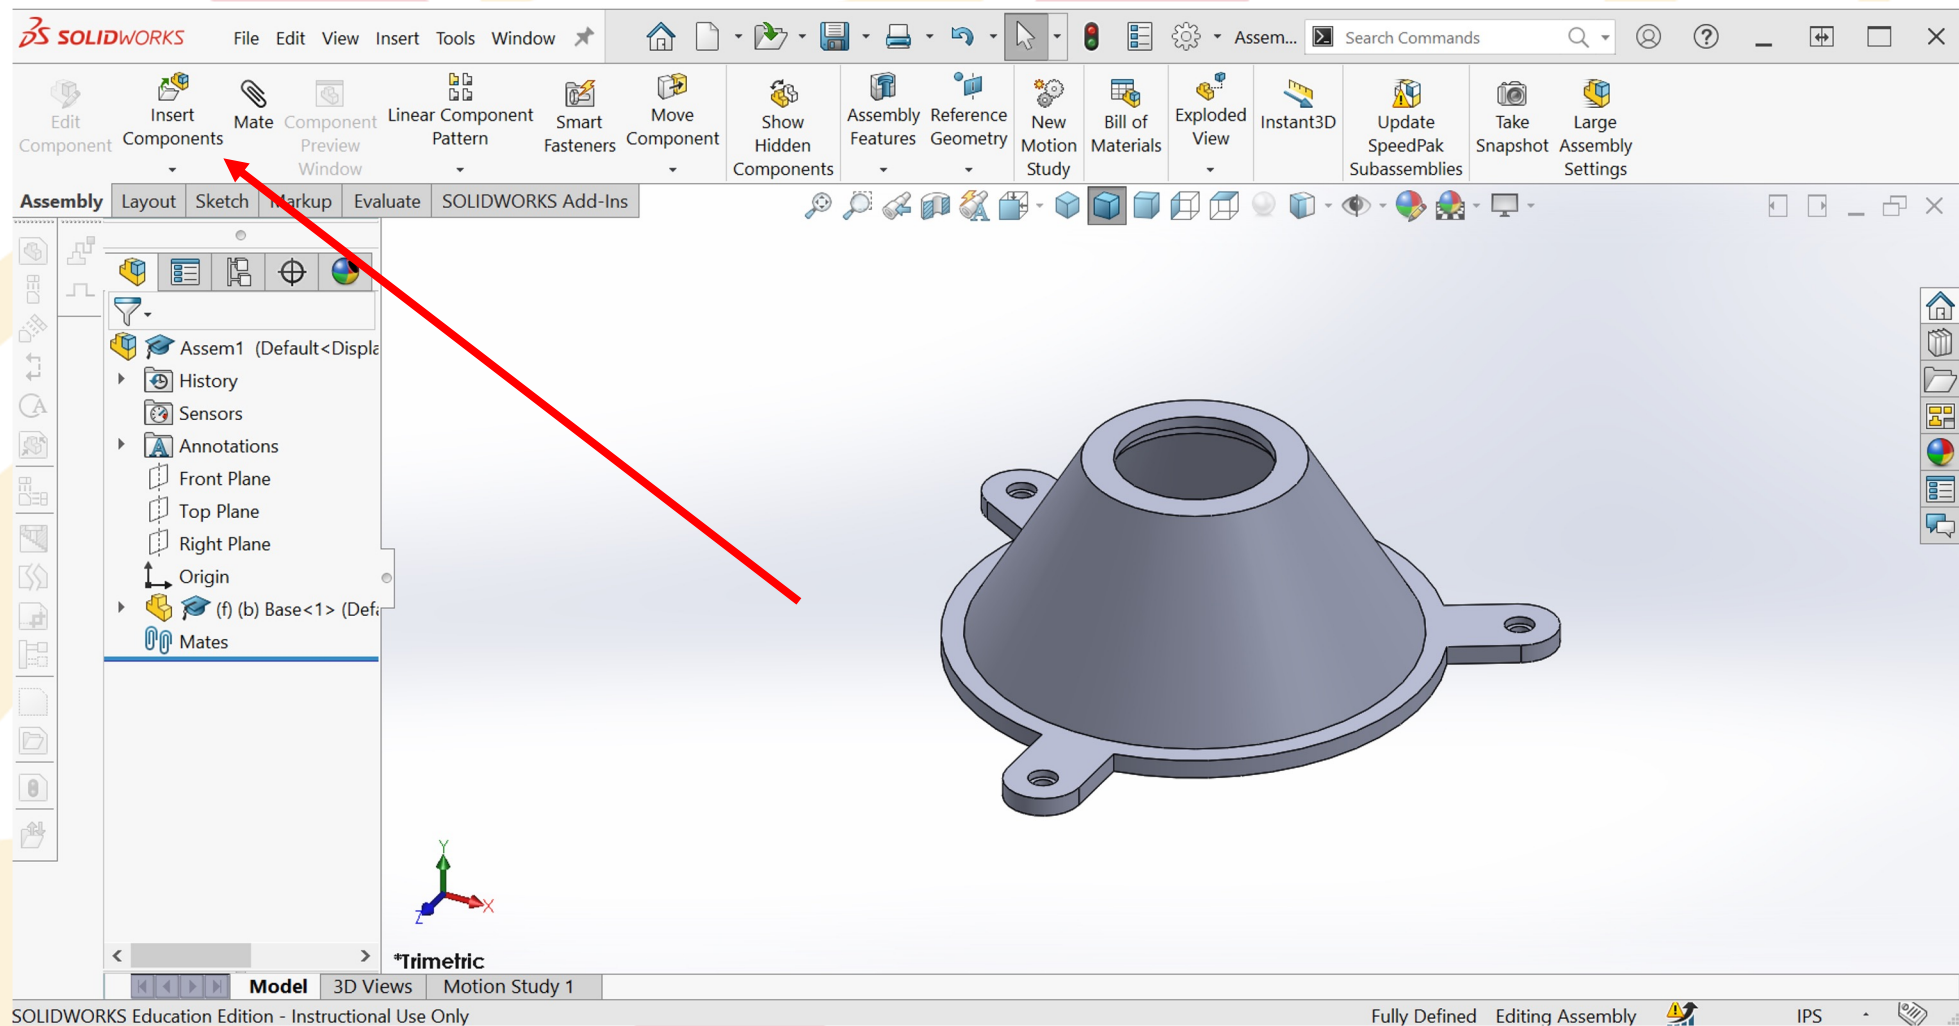 SOLIDWORKS File Edit View Insert Tools Window Assem... Search Commands
Edit Component
Insert Components
Mate
Component Preview Window
Linear Component Pattern
Smart Fasteners
Move Component
Show Hidden Components
Assembly Features
Reference Geometry
New Motion Study
Bill of Materials
Exploded View
Instant3D
Update SpeedPak Subassemblies
Take Snapshot
Large Assembly Settings
Assembly Layout Sketch Markup Evaluate SOLIDWORKS Add-Ins
Assem1 (Default<Displa
History
Sensors
Annotations
Front Plane
Top Plane
Right Plane
Origin
(f) (b) Base<1> (Defa
Mates
Y
X
Z
*Trimetric
Model 3D Views Motion Study 1
SOLIDWORKS Education Edition - Instructional Use Only Fully Defined Editing Assembly IPS